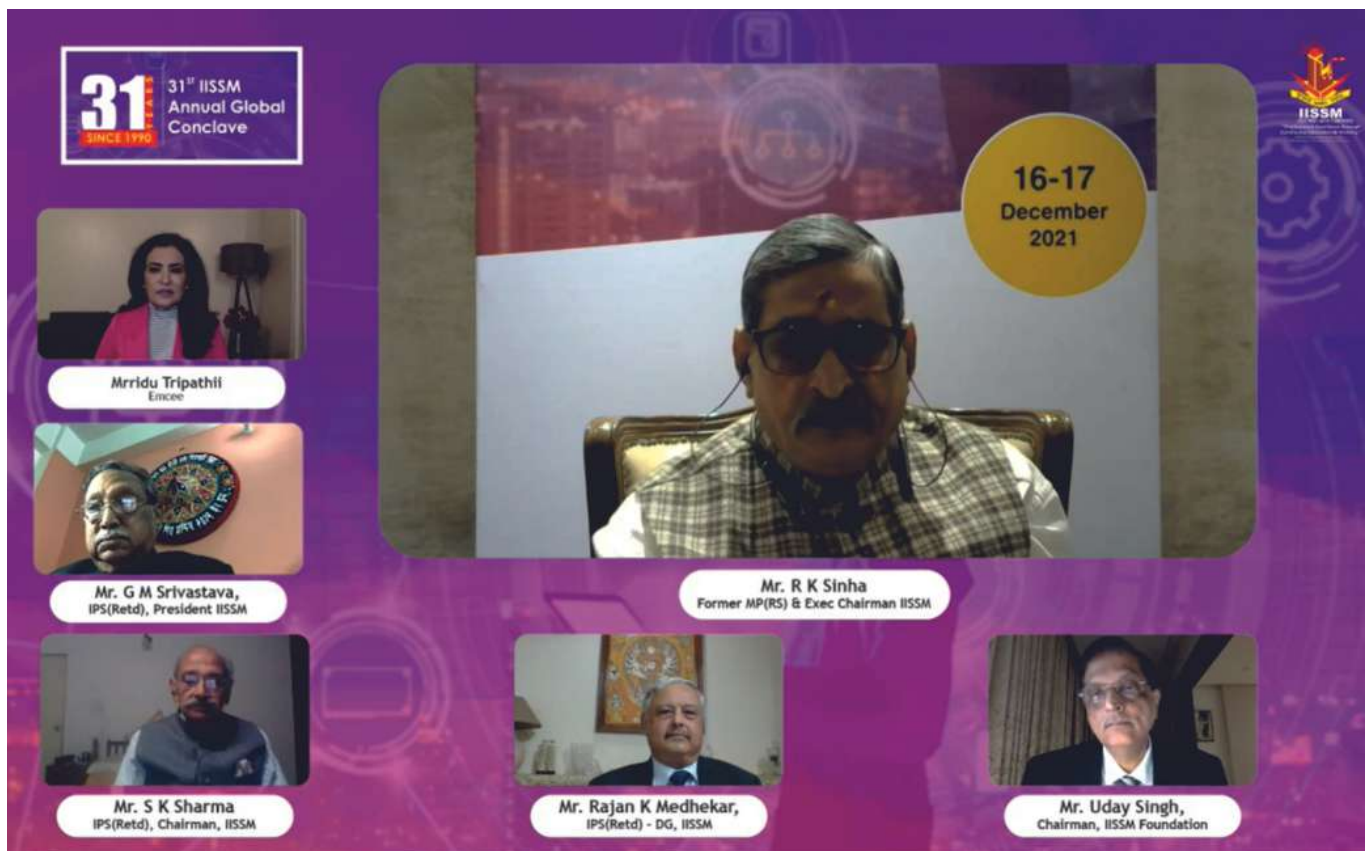 31
YEARS
SINCE 1990
31ST IISSM
Annual Global
Conclave
IISSM
16-17
December
2021
Mrridu Tripathii
Emcee
Mr. G M Srivastava,
IPS(Retd), President IISSM
Mr. R K Sinha
Former MP(RS) & Exec Chairman IISSM
Mr. S K Sharma
IPS(Retd), Chairman, IISSM
Mr. Rajan K Medhekar,
IPS(Retd) - DG, IISSM
Mr. Uday Singh,
Chairman, IISSM Foundation